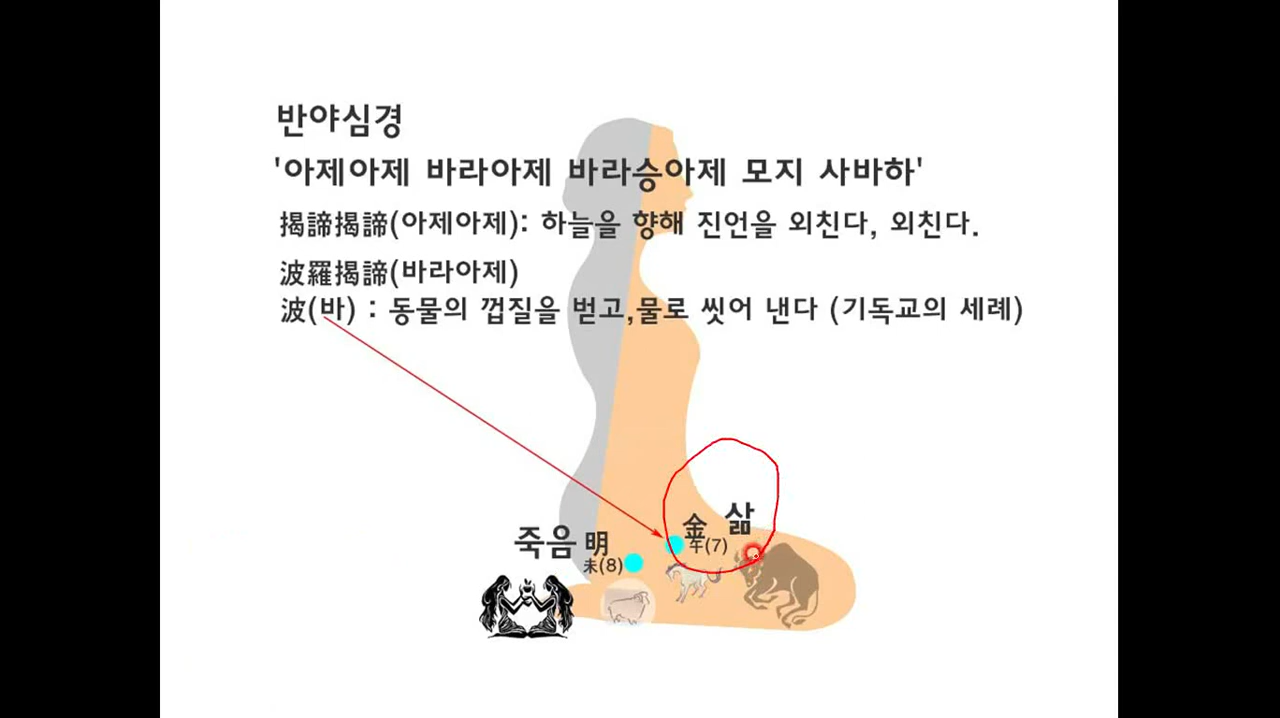 반야심경
'아제아제 바라아제 바라승아제 모지 사바하'
揭諦揭諦(아제아제): 하늘을 향해 진언을 외친다, 외친다.
波羅揭諦(바라아제)
波(바) : 동물의 껍질을 벗고,물로 씻어 낸다 (기독교의 세례)
金 삶
午(7)
죽음 明
未(8)